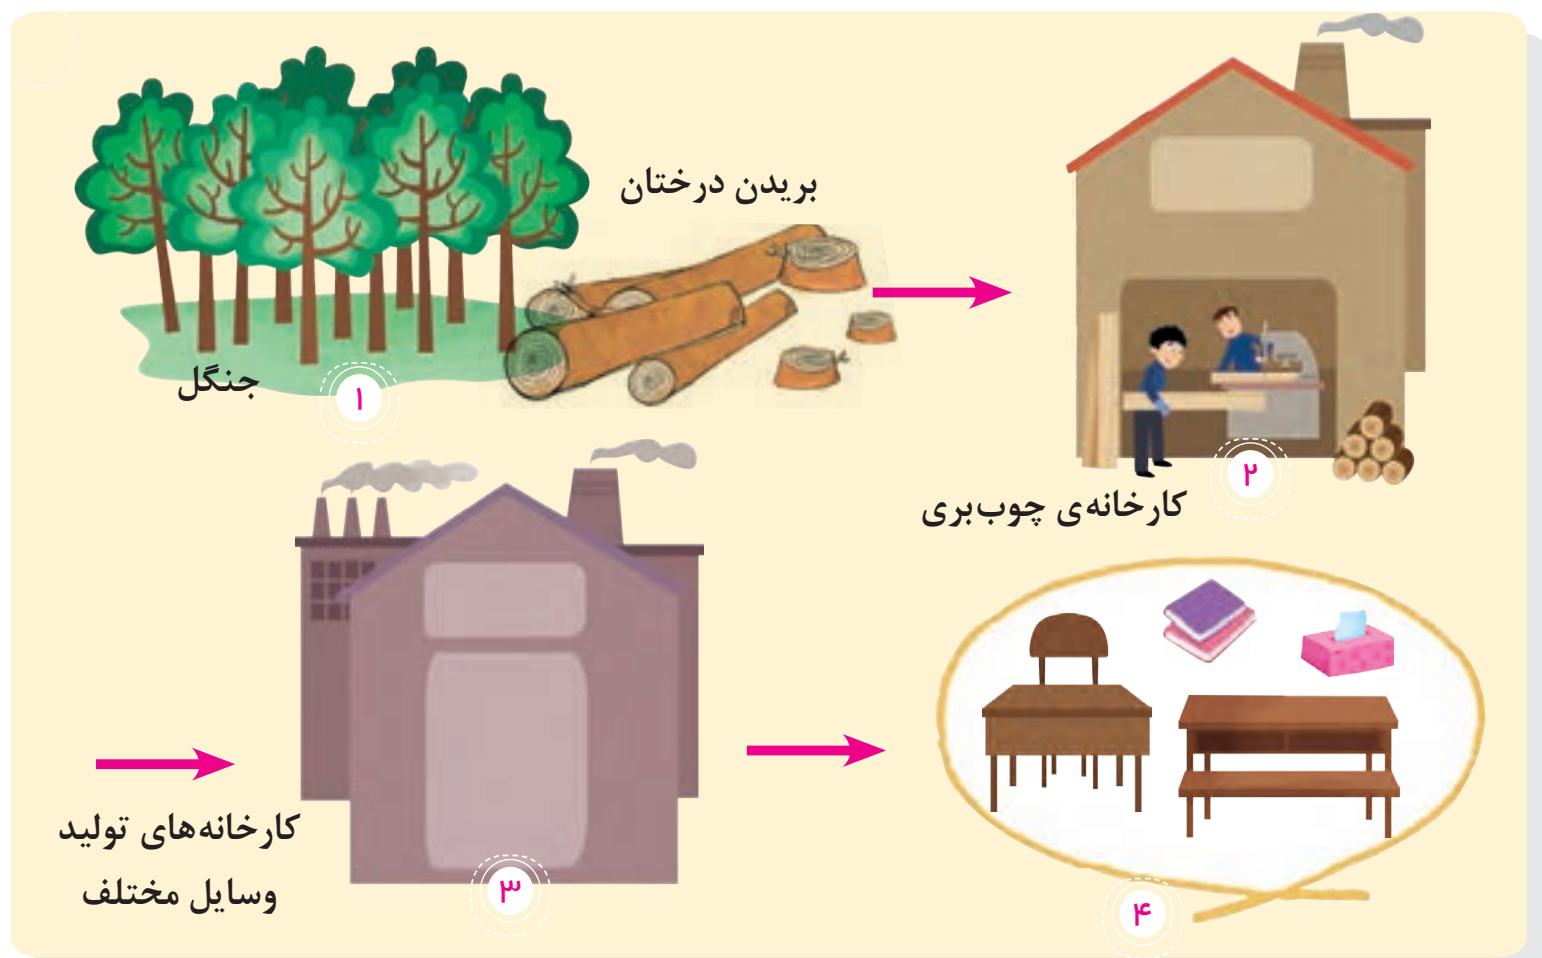 بریدن درختان
جنگل
۱
۲
کارخانه‌ی چوب‌بری
کارخانه‌های تولید
وسایل مختلف
۳
۴